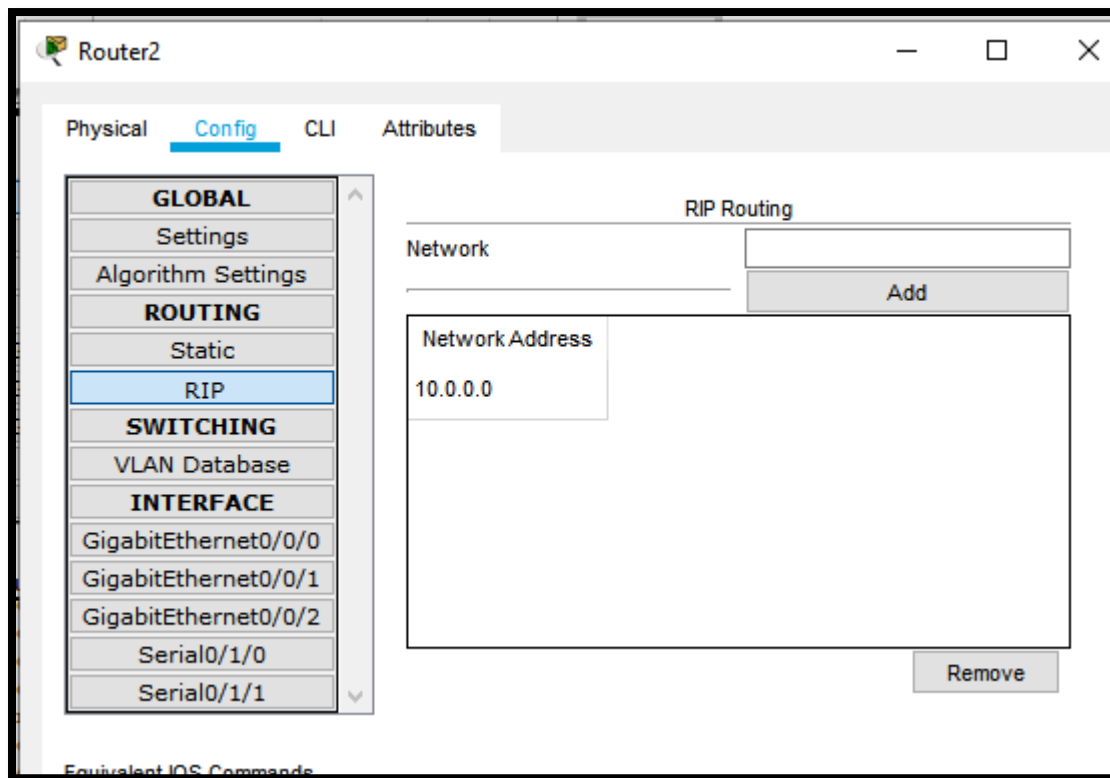 Router2
Physical Config CLI Attributes
GLOBAL
Settings
Algorithm Settings
ROUTING
Static
RIP
SWITCHING
VLAN Database
INTERFACE
GigabitEthernet0/0/0
GigabitEthernet0/0/1
GigabitEthernet0/0/2
Serial0/1/0
Serial0/1/1
RIP Routing
Network
Add
Network Address
10.0.0.0
Remove
Equivalent IOS Commands